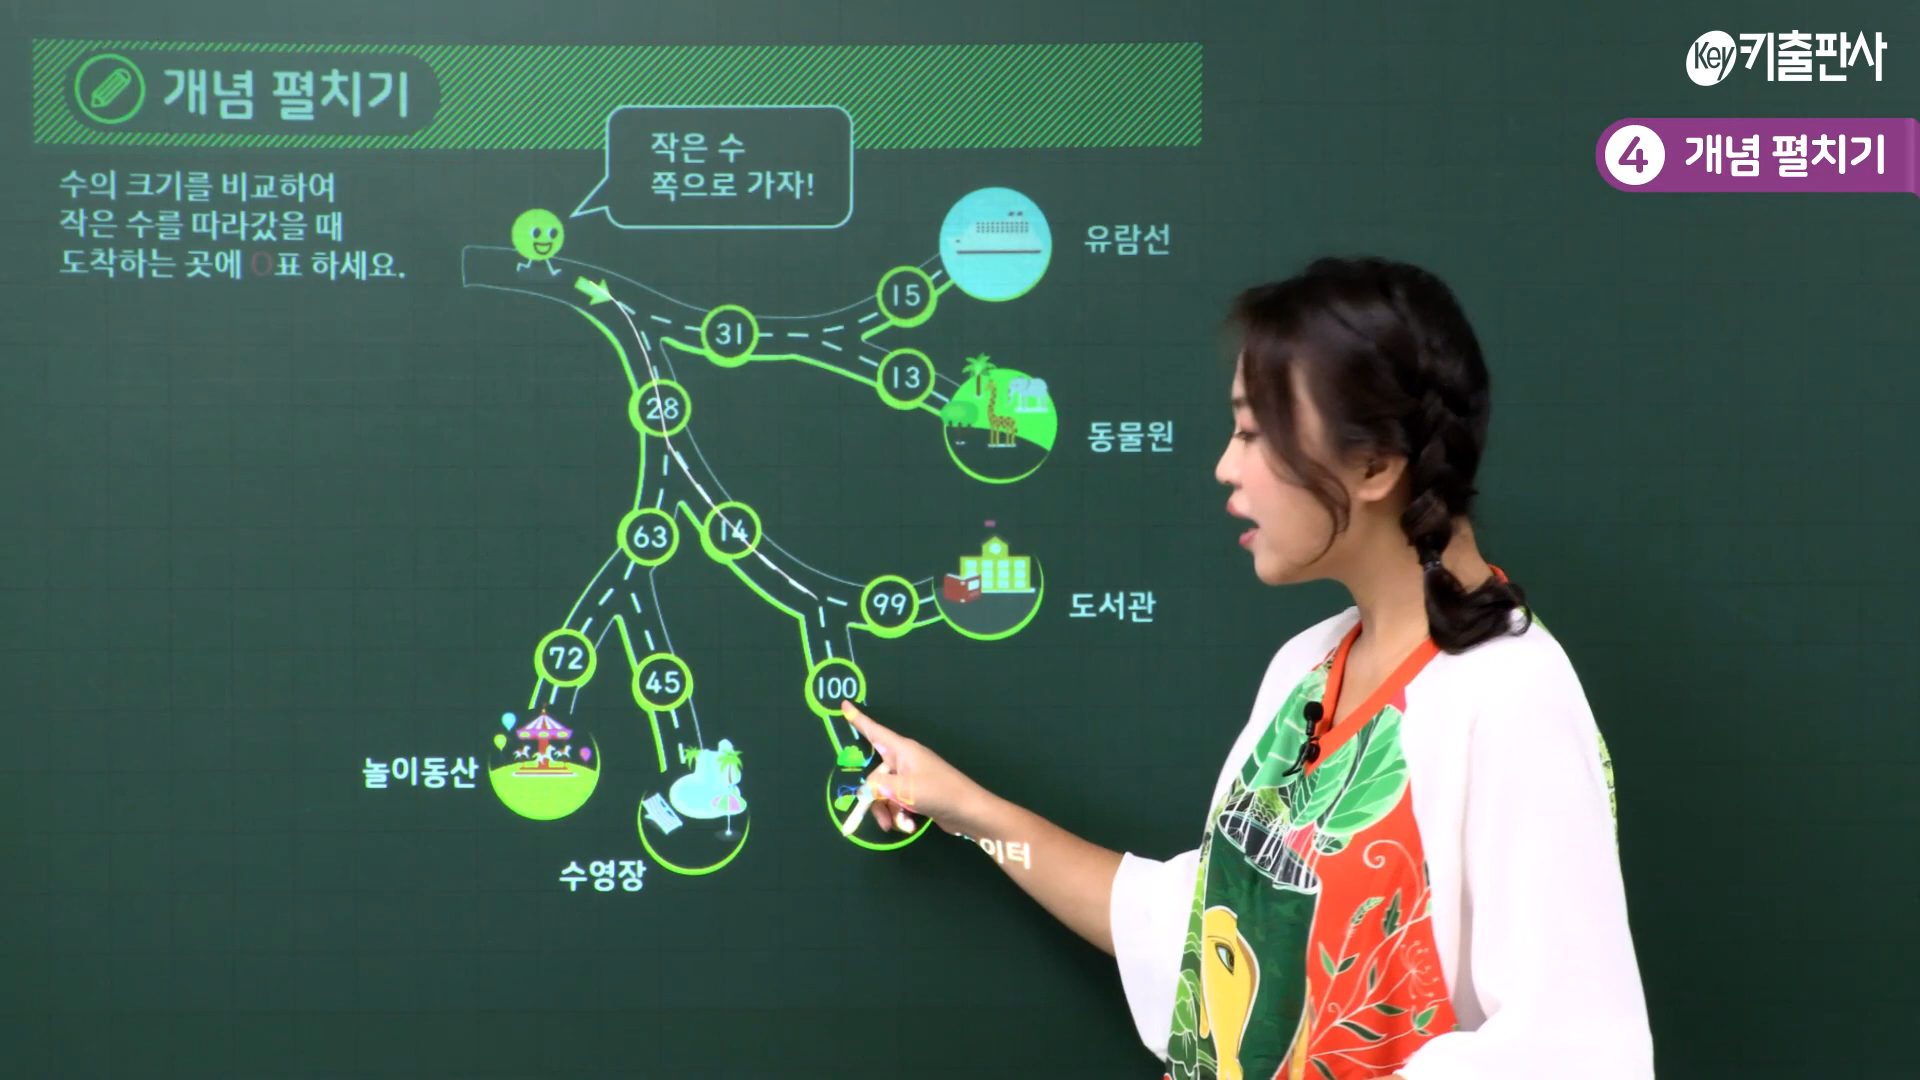 개념 펼치기
수의 크기를 비교하여
작은 수를 따라갔을 때
도착하는 곳에 O표 하세요.
작은 수
쪽으로 가자!
Key 키출판사
4 개념 펼치기
유람선
15
31
13
28
동물원
63
14
99
도서관
72
45
100
놀이동산
수영장
이터